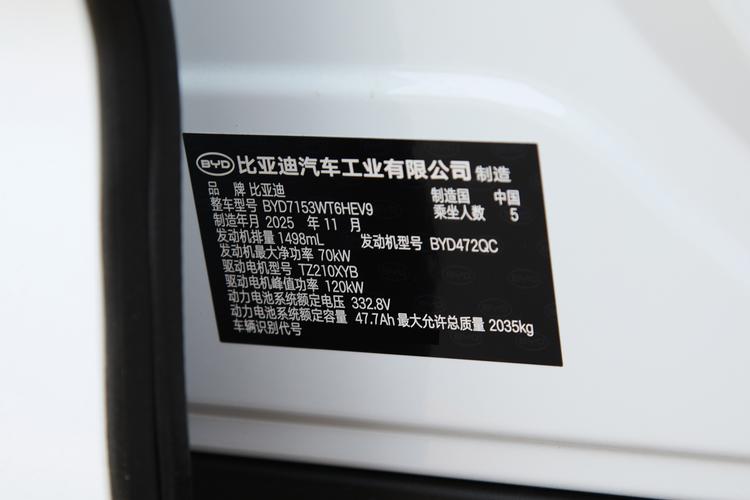 BYD 比亚迪汽车工业有限公司 制造
品 牌 比亚迪 制造国 中国
整车型号 BYD7153WT6HEV9 乘坐人数 5
制造年月 2025 年 11 月
发动机排量 1498mL 发动机型号 BYD472QC
发动机最大净功率 70kW
驱动电机型号 TZ210XYB
驱动电机峰值功率 120kW
动力电池系统额定电压 332.8V
动力电池系统额定容量 47.7Ah 最大允许总质量 2035kg
车辆识别代号